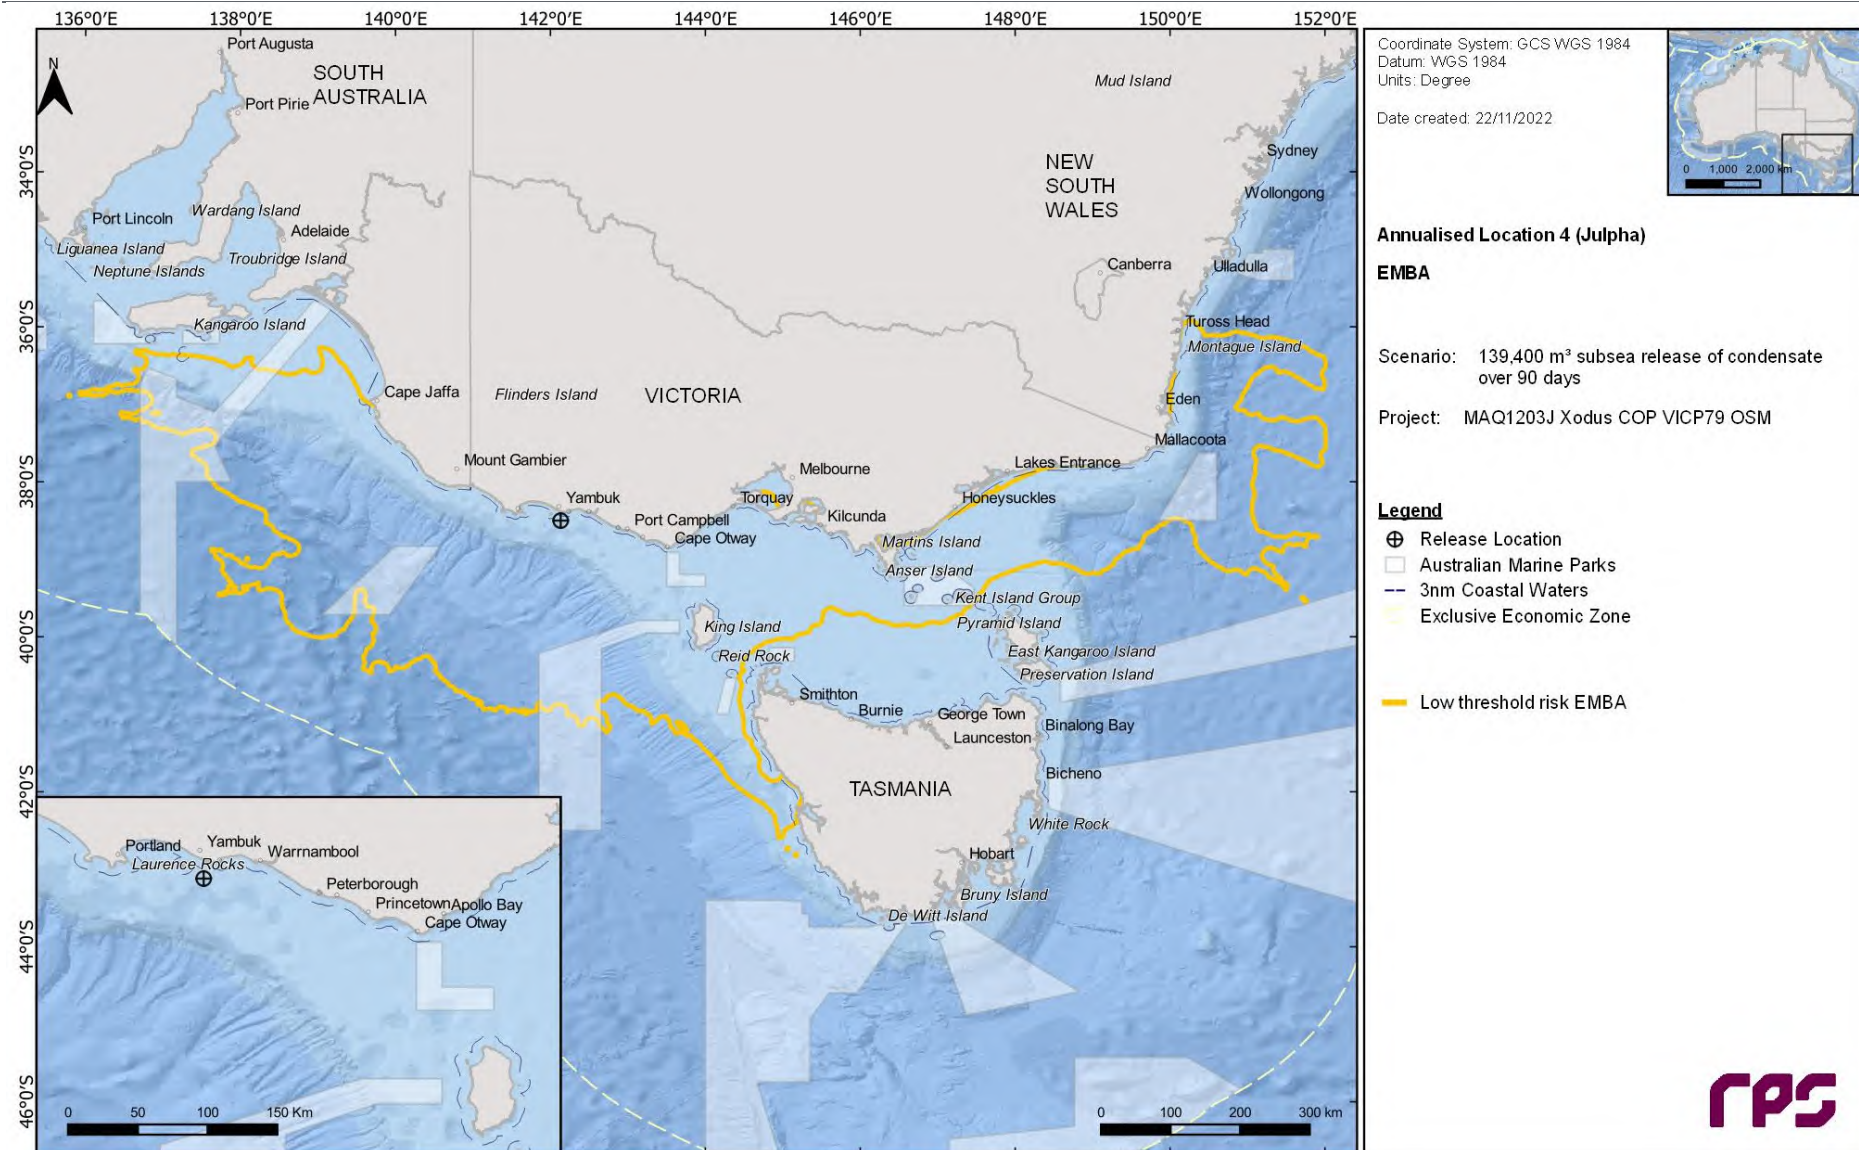 136°0'E 138°0'E 140°0'E 142°0'E 144°0'E 146°0'E 148°0'E 150°0'E 152°0'E
34°0'S
36°0'S
38°0'S
40°0'S
42°0'S
44°0'S
46°0'S
N
Port Augusta
SOUTH
AUSTRALIA
Port Pirie
Mud Island
Sydney
NEW
SOUTH
WALES
Wollongong
Port Lincoln
Wardang Island
Adelaide
Liguanea Island
Troubridge Island
Neptune Islands
Canberra
Ulladulla
Kangaroo Island
Tuross Head
Montague Island
Cape Jaffa
Flinders Island
VICTORIA
Eden
Mallacoota
Mount Gambier
Melbourne
Lakes Entrance
Yambuk
Torquay
Honeysuckles
Port Campbell
Kilcunda
Cape Otway
Martins Island
Anser Island
Kent Island Group
King Island
Pyramid Island
Reid Rock
East Kangaroo Island
Preservation Island
Smithton
Burnie
George Town
Binalong Bay
Launceston
Bicheno
TASMANIA
White Rock
Hobart
Bruny Island
De Witt Island
0 100 200 300 km
Portland
Yambuk
Warrnambool
Laurence Rocks
Peterborough
Princetown
Apollo Bay
Cape Otway
0 50 100 150 Km
Coordinate System: GCS WGS 1984
Datum: WGS 1984
Units: Degree
Date created: 22/11/2022
0 1,000 2,000 km
Annualised Location 4 (Julpha)
EMBA
Scenario: 139,400 m³ subsea release of condensate
over 90 days
Project: MAQ1203J Xodus COP VICP79 OSM
Legend
Release Location
Australian Marine Parks
3nm Coastal Waters
Exclusive Economic Zone
Low threshold risk EMBA
rps